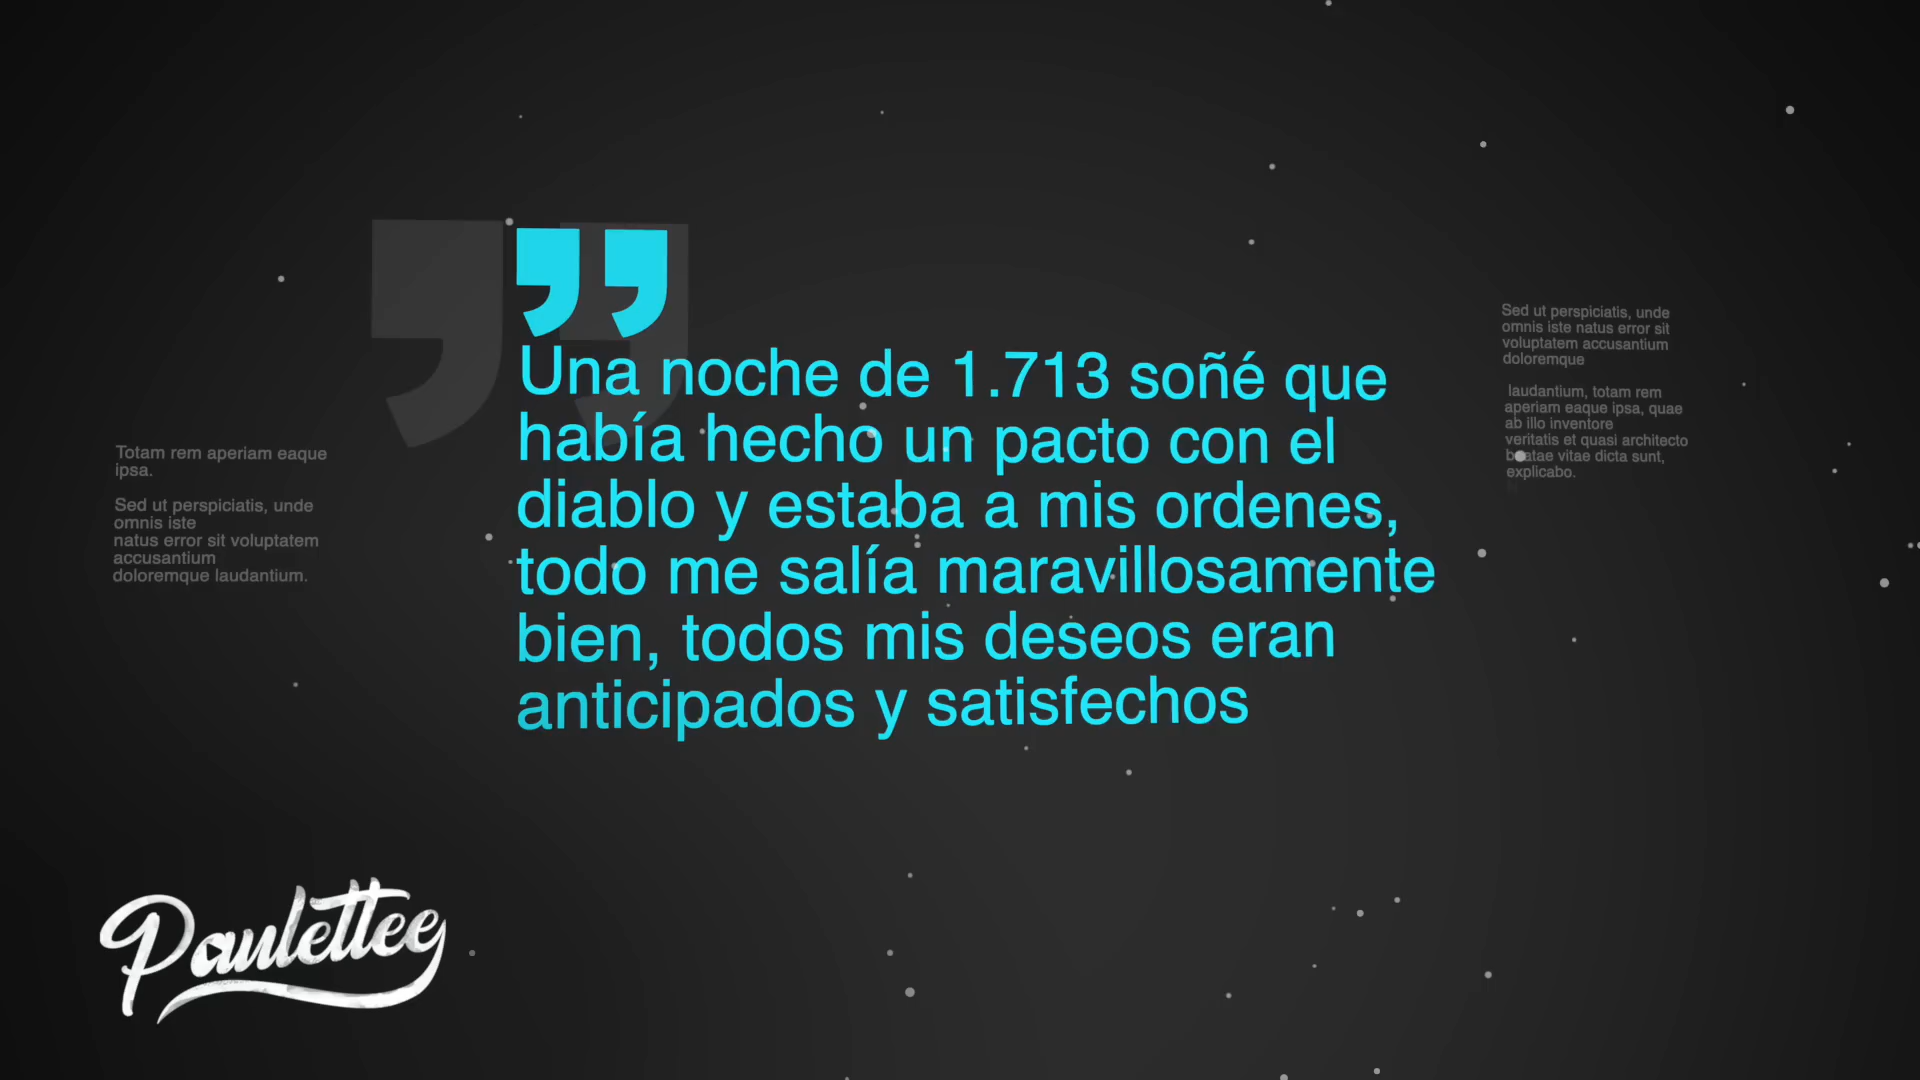 Una noche de 1.713 soñé que
había hecho un pacto con el
diablo y estaba a mis ordenes,
todo me salía maravillosamente
bien, todos mis deseos eran
anticipados y satisfechos
Totam rem aperiam eaque
ipsa.
Sed ut perspiciatis, unde
omnis iste
natus error sit voluptatem
accusantium
doloremque laudantium.
Sed ut perspiciatis, unde
omnis iste natus error sit
voluptatem accusantium
doloremque
laudantium, totam rem
aperiam eaque ipsa, quae
ab illo inventore
veritatis et quasi architecto
beatae vitae dicta sunt,
explicabo.
Paulettee